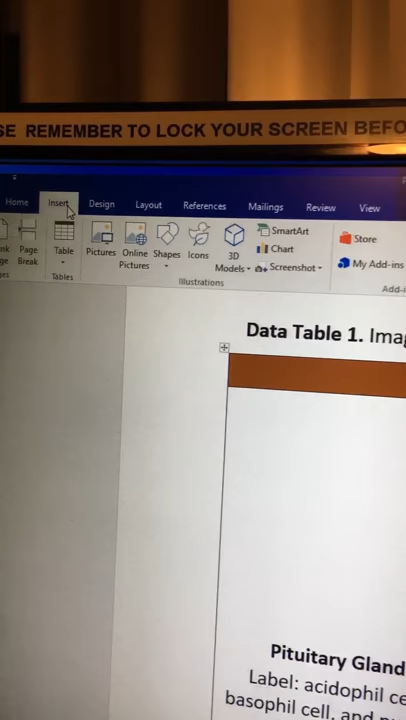 SE REMEMBER TO LOCK YOUR SCREEN BEFO
Home Insert Design Layout References Mailings Review View
Page Break
Table
Pictures
Online Pictures
Shapes
Icons
3D Models
SmartArt
Chart
Screenshot
Store
My Add-ins
Tables
Illustrations
Add-i
Data Table 1. Imag
Pituitary Gland
Label: acidophil ce
basophil cell, and